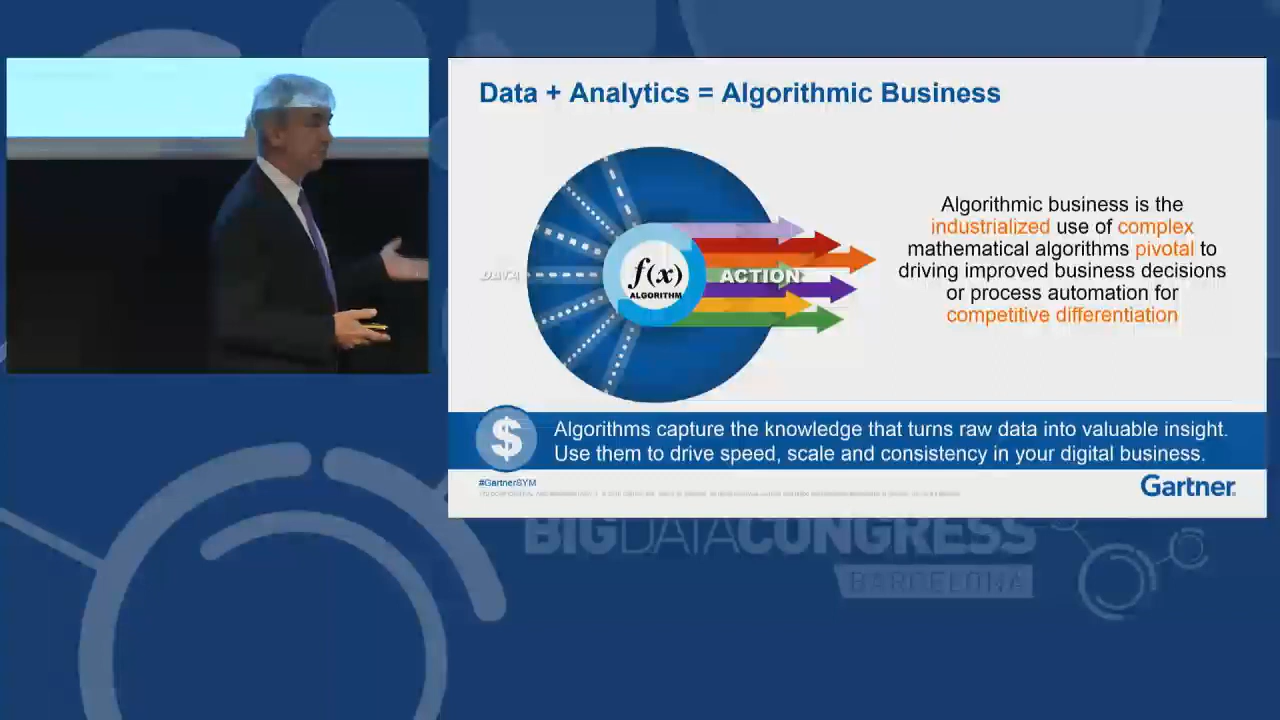 Data + Analytics = Algorithmic Business
DATA
f(x)
ALGORITHM
ACTION
Algorithmic business is the
industrialized use of complex
mathematical algorithms pivotal to
driving improved business decisions
or process automation for
competitive differentiation
$
Algorithms capture the knowledge that turns raw data into valuable insight.
Use them to drive speed, scale and consistency in your digital business.
#GartnerSYM
Gartner
BIGDATACONGRESS
BARCELONA